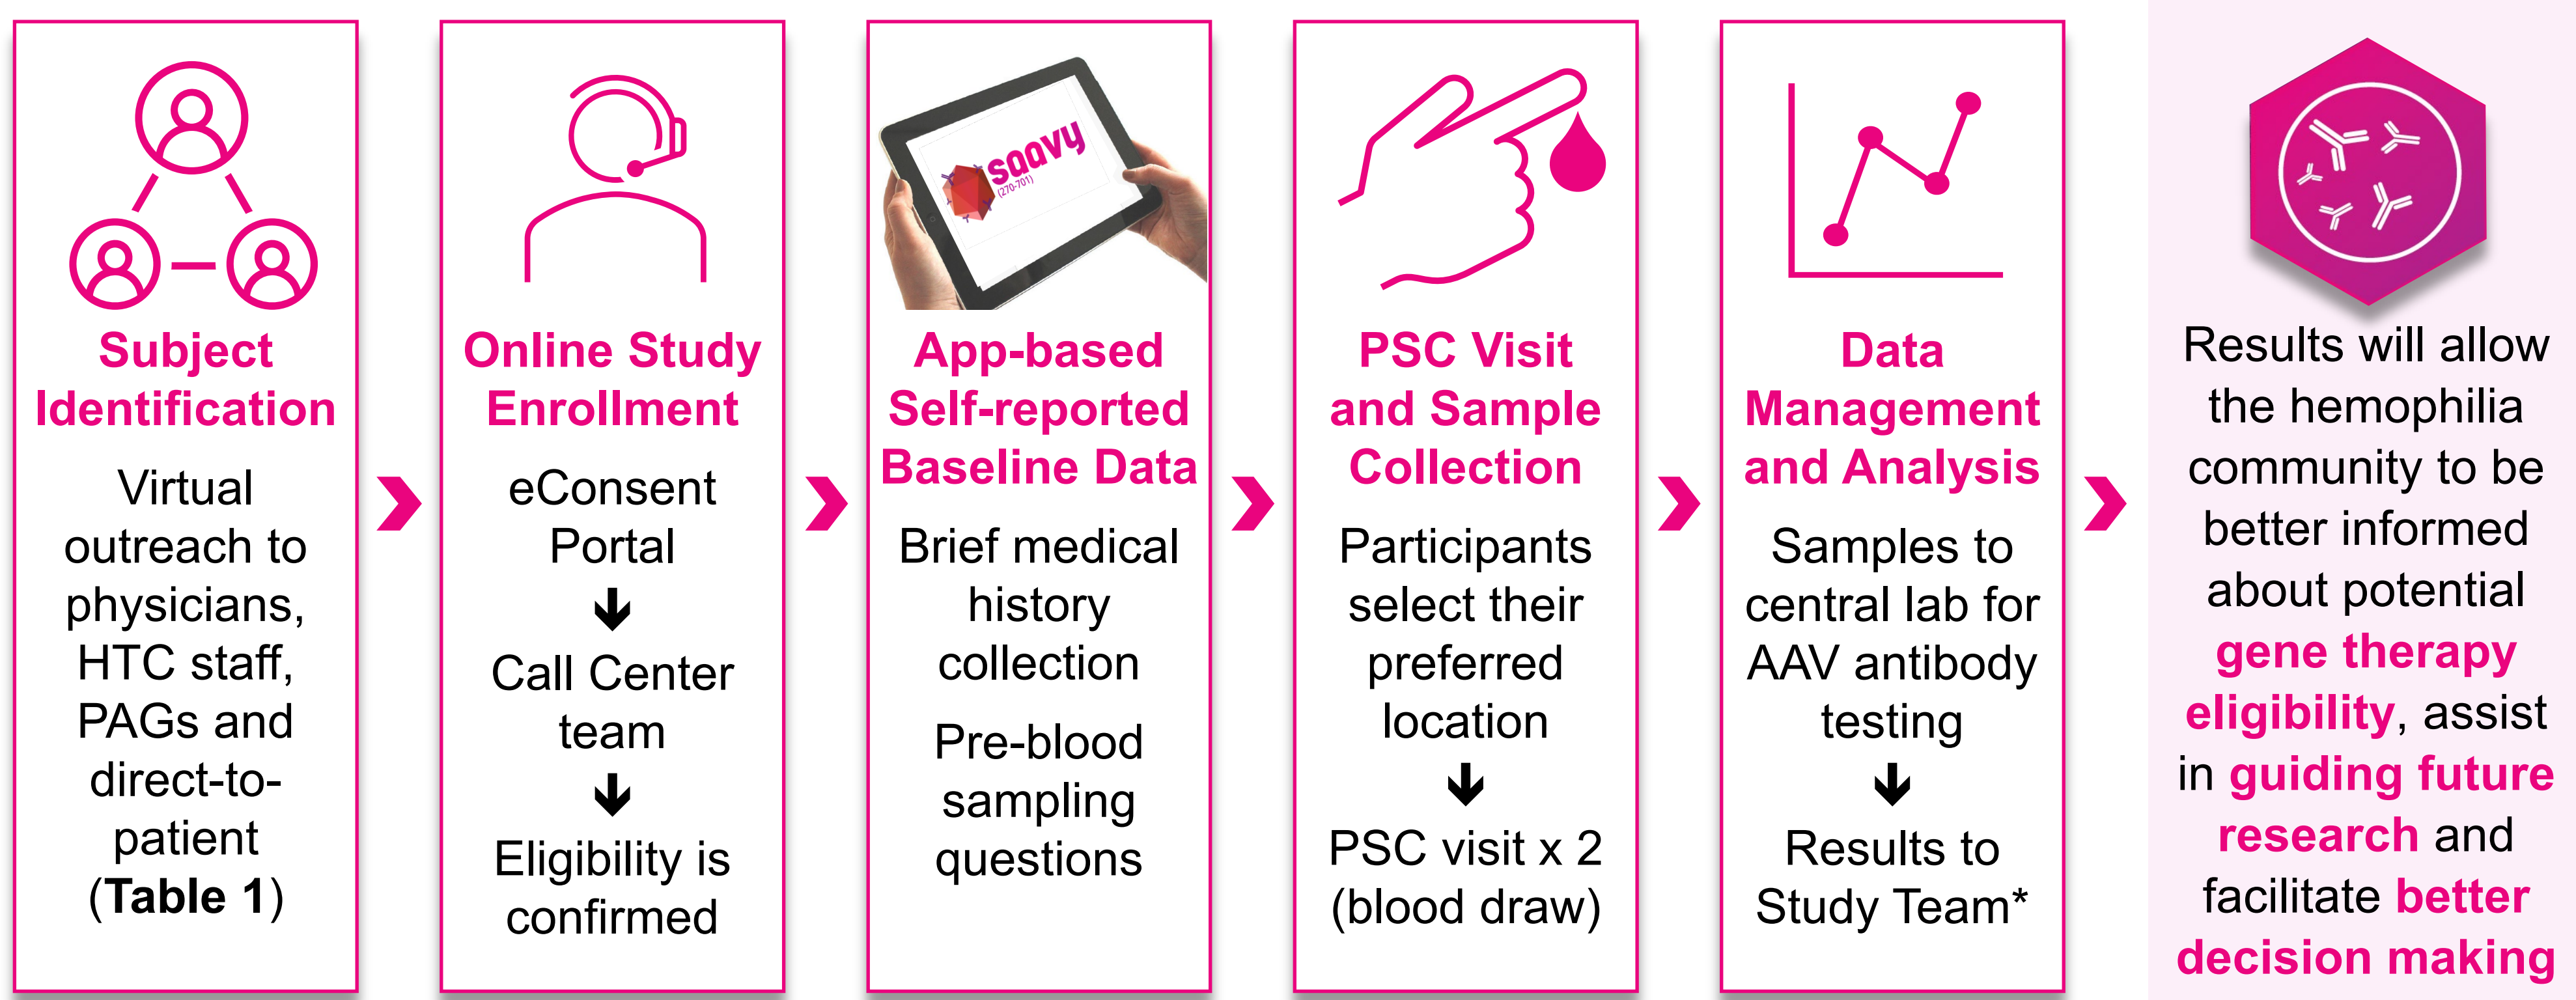 Subject
Identification
Virtual
outreach to
physicians,
HTC staff,
PAGs and
direct-to-
patient
(Table 1)
Online Study
Enrollment
eConsent
Portal
Call Center
team
Eligibility is
confirmed
saavy
(270-701)
App-based
Self-reported
Baseline Data
Brief medical
history
collection
Pre-blood
sampling
questions
PSC Visit
and Sample
Collection
Participants
select their
preferred
location
PSC visit x 2
(blood draw)
Data
Management
and Analysis
Samples to
central lab for
AAV antibody
testing
Results to
Study Team*
Results will allow
the hemophilia
community to be
better informed
about potential
gene therapy
eligibility, assist
in guiding future
research and
facilitate better
decision making